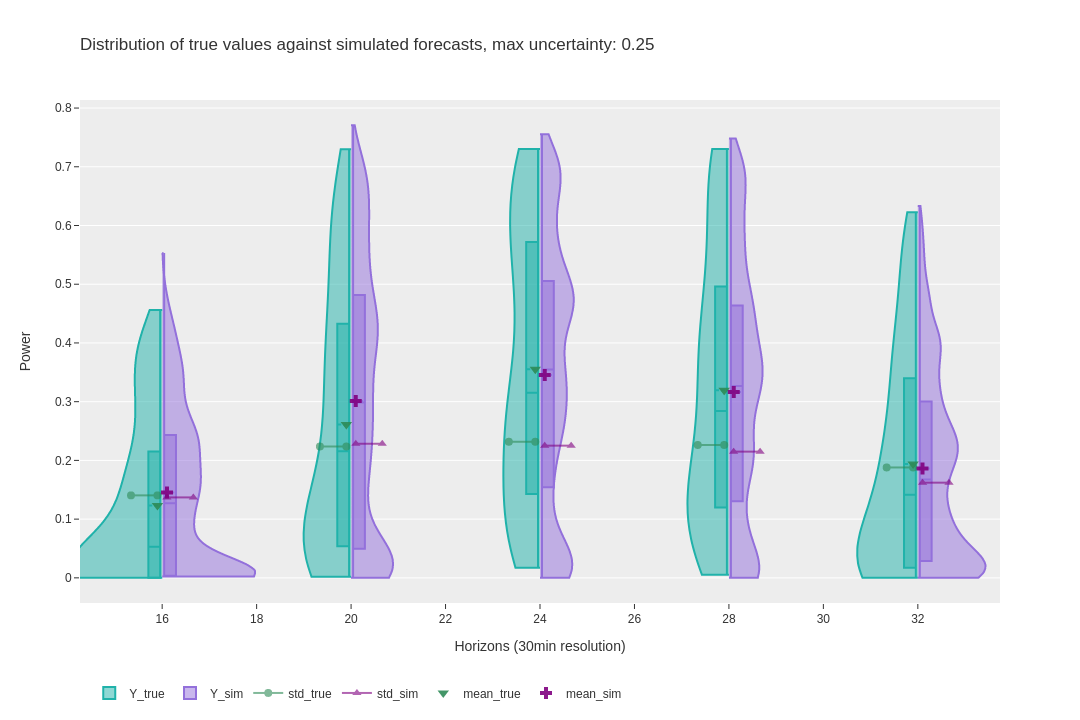 Distribution of true values against simulated forecasts, max uncertainty: 0.25
0.8
0.7
0.6
0.5
0.4
0.3
0.2
0.1
0
Power
16 18 20 22 24 26 28 30 32
Horizons (30min resolution)
Y_true Y_sim std_true std_sim mean_true mean_sim